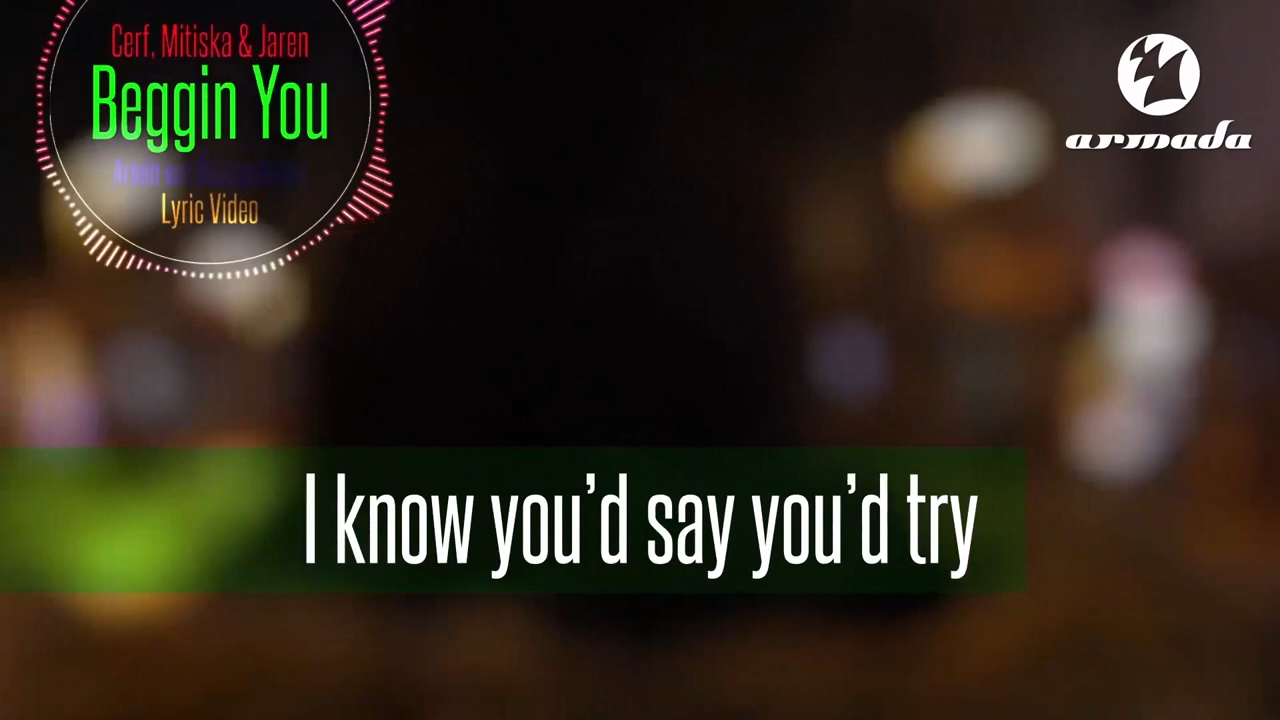 Cerf, Mitiska & Jaren
Beggin You
Lyric Video
armada
I know you'd say you'd try